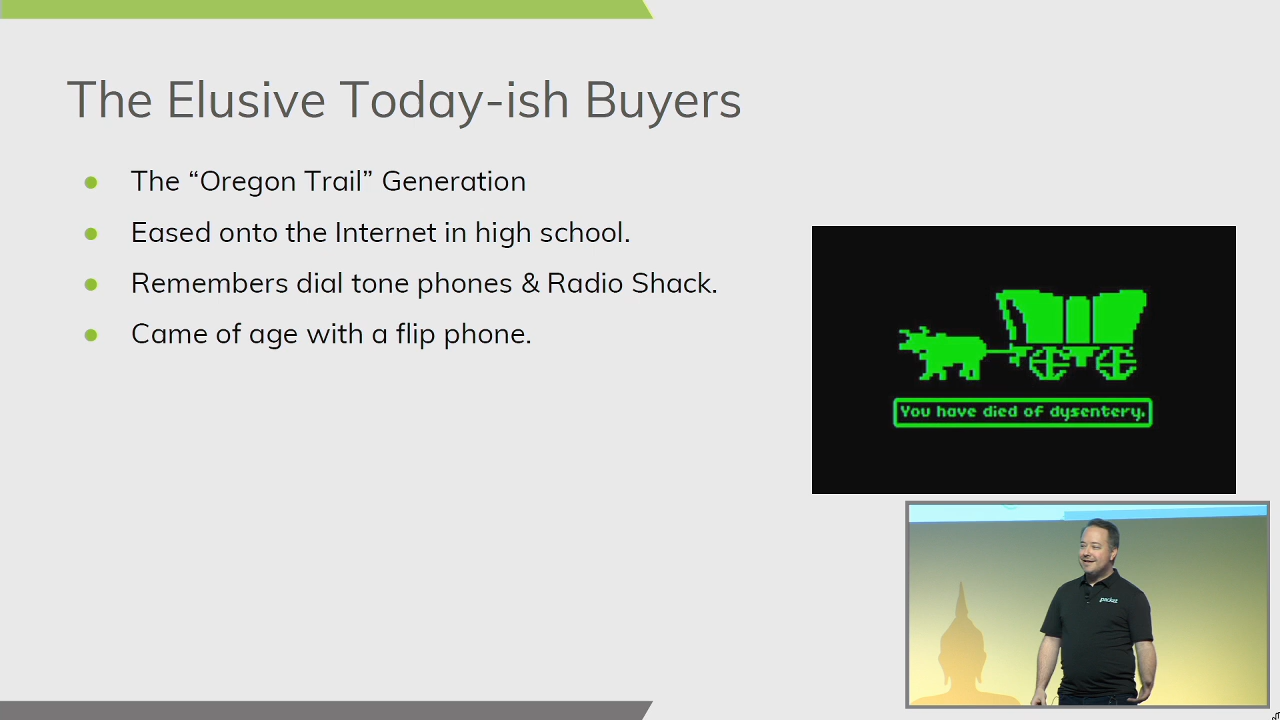 The Elusive Today-ish Buyers
The “Oregon Trail” Generation
Eased onto the Internet in high school.
Remembers dial tone phones & Radio Shack.
Came of age with a flip phone.
You have died of dysentery.
packet